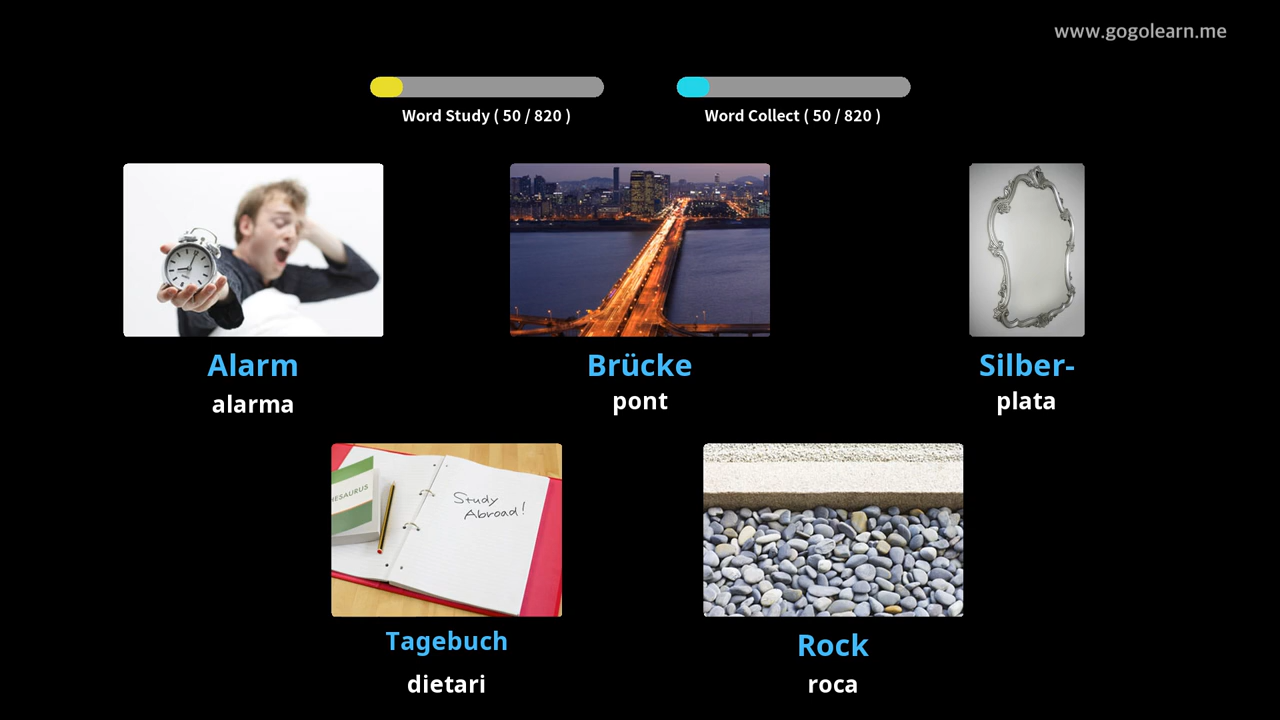 www.gogolearn.me
Word Study ( 50 / 820 )
Word Collect ( 50 / 820 )
Alarm
alarma
Brücke
pont
Silber-
plata
ESAURUS
Study
Abroad!
Tagebuch
dietari
Rock
roca